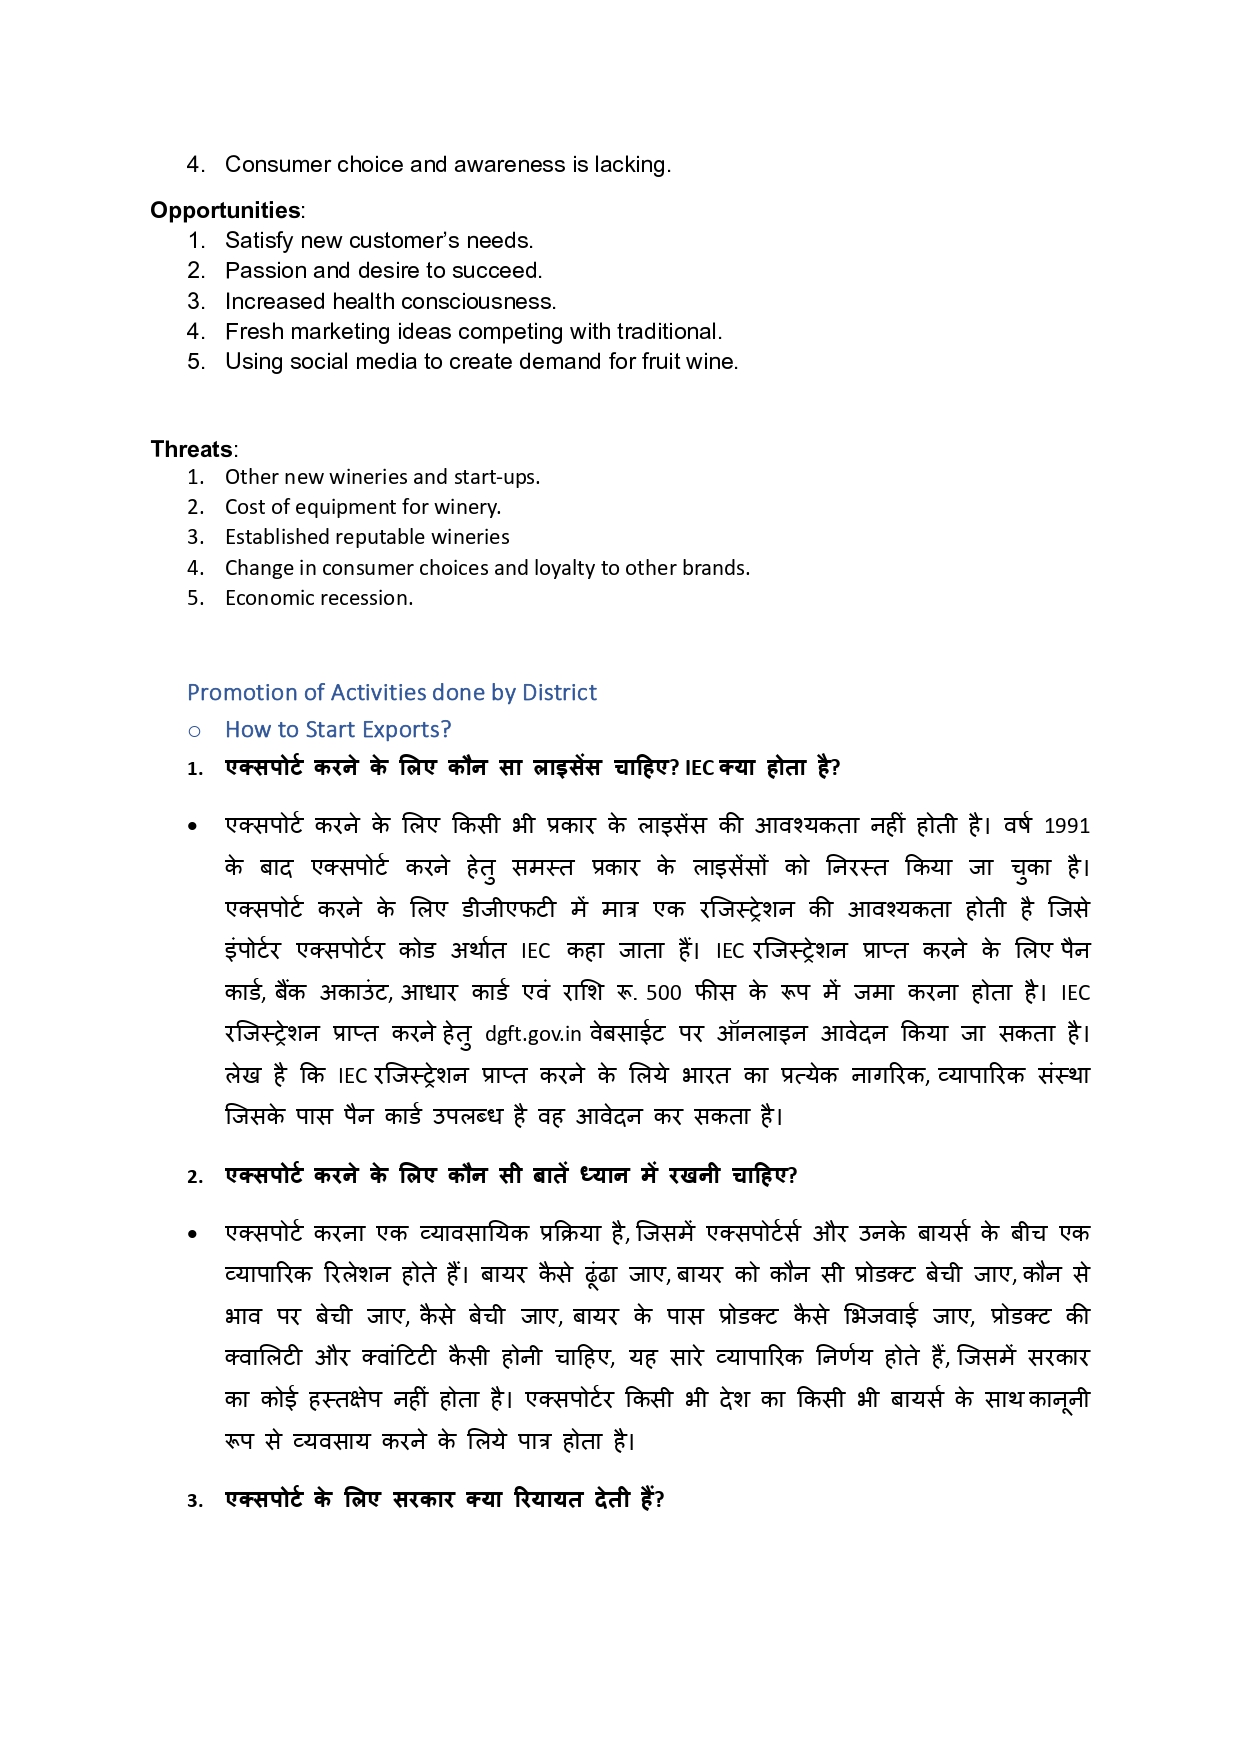 4. Consumer choice and awareness is lacking.
Opportunities:
1. Satisfy new customer’s needs.
2. Passion and desire to succeed.
3. Increased health consciousness.
4. Fresh marketing ideas competing with traditional.
5. Using social media to create demand for fruit wine.
Threats:
1. Other new wineries and start-ups.
2. Cost of equipment for winery.
3. Established reputable wineries
4. Change in consumer choices and loyalty to other brands.
5. Economic recession.
Promotion of Activities done by District
○ How to Start Exports?
1. एक्सपोर्ट करने के लिए कौन सा लाइसेंस चाहिए? IEC क्या होता है?
• एक्सपोर्ट करने के लिए किसी भी प्रकार के लाइसेंस की आवश्यकता नहीं होती है। वर्ष 1991
के बाद एक्सपोर्ट करने हेतु समस्त प्रकार के लाइसेंसों को निरस्त किया जा चुका है।
एक्सपोर्ट करने के लिए डीजीएफटी में मात्र एक रजिस्ट्रेशन की आवश्यकता होती है जिसे
इंपोर्टर एक्सपोर्टर कोड अर्थात IEC कहा जाता हैं। IEC रजिस्ट्रेशन प्राप्त करने के लिए पैन
कार्ड, बैंक अकाउंट, आधार कार्ड एवं राशि रू. 500 फीस के रूप में जमा करना होता है। IEC
रजिस्ट्रेशन प्राप्त करने हेतु dgft.gov.in वेबसाईट पर ऑनलाइन आवेदन किया जा सकता है।
लेख है कि IEC रजिस्ट्रेशन प्राप्त करने के लिये भारत का प्रत्येक नागरिक, व्यापारिक संस्था
जिसके पास पैन कार्ड उपलब्ध है वह आवेदन कर सकता है।
2. एक्सपोर्ट करने के लिए कौन सी बातें ध्यान में रखनी चाहिए?
• एक्सपोर्ट करना एक व्यावसायिक प्रक्रिया है, जिसमें एक्सपोर्टर्स और उनके बायर्स के बीच एक
व्यापारिक रिलेशन होते हैं। बायर कैसे ढूंढा जाए, बायर को कौन सी प्रोडक्ट बेची जाए, कौन से
भाव पर बेची जाए, कैसे बेची जाए, बायर के पास प्रोडक्ट कैसे भिजवाई जाए, प्रोडक्ट की
क्वालिटी और क्वांटिटी कैसी होनी चाहिए, यह सारे व्यापारिक निर्णय होते हैं, जिसमें सरकार
का कोई हस्तक्षेप नहीं होता है। एक्सपोर्टर किसी भी देश का किसी भी बायर्स के साथ कानूनी
रूप से व्यवसाय करने के लिये पात्र होता है।
3. एक्सपोर्ट के लिए सरकार क्या रियायत देती हैं?